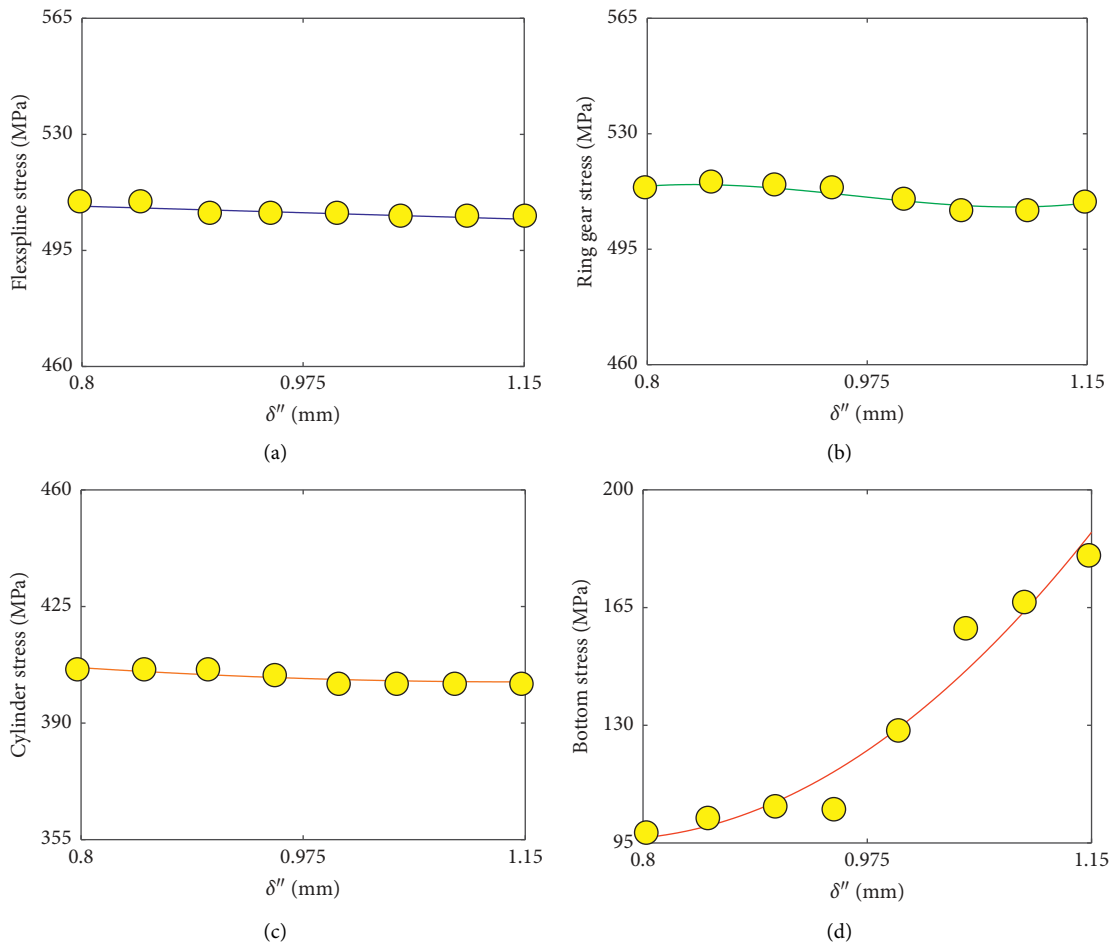 565
530
495
460
Flexspline stress (MPa)
0.8
0.975
1.15
δ″ (mm)
(a)
565
530
495
460
Ring gear stress (MPa)
0.8
0.975
1.15
δ″ (mm)
(b)
460
425
390
355
Cylinder stress (MPa)
0.8
0.975
1.15
δ″ (mm)
(c)
200
165
130
95
Bottom stress (MPa)
0.8
0.975
1.15
δ″ (mm)
(d)